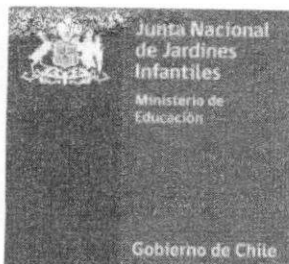 Junta Nacional
de Jardines
Infantiles
Ministerio de
Educación
Gobierno de Chile